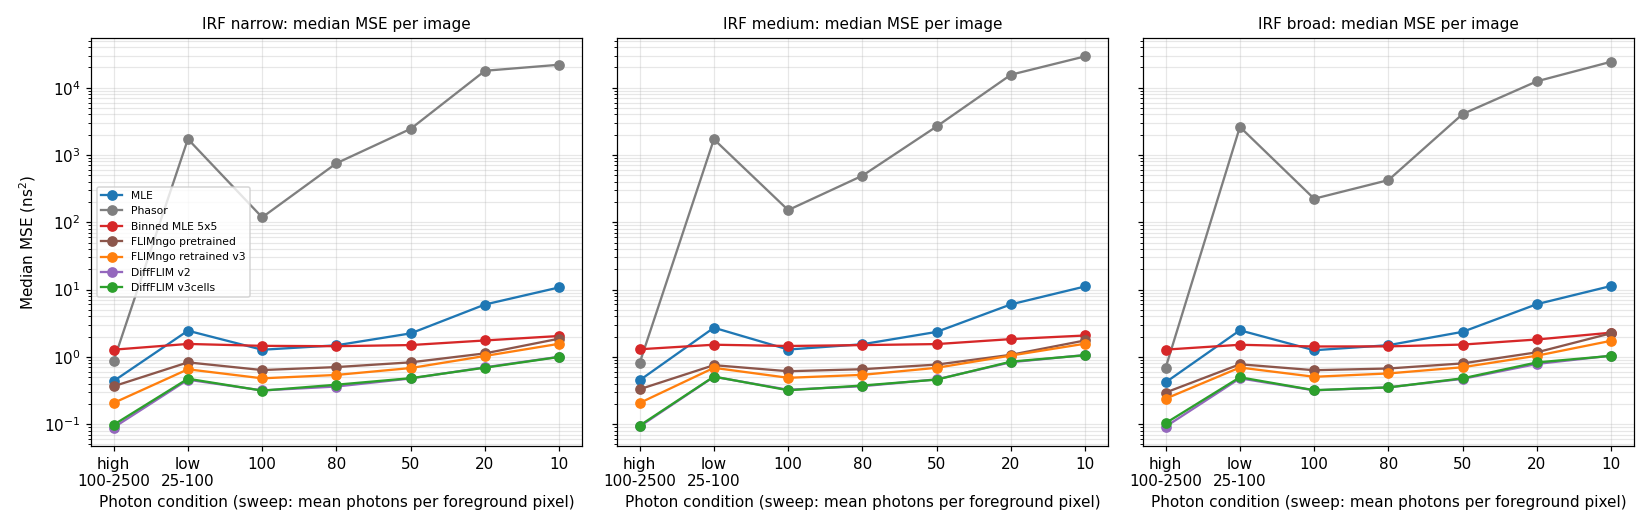 IRF narrow: median MSE per image
Median MSE (ns²)
10⁴
10³
10²
10¹
10⁰
10⁻¹
MLE
Phasor
Binned MLE 5x5
FLIMngo pretrained
FLIMngo retrained v3
DiffFLIM v2
DiffFLIM v3cells
high low 100 80 50 20 10
100-2500 25-100
Photon condition (sweep: mean photons per foreground pixel)
IRF medium: median MSE per image
high low 100 80 50 20 10
100-2500 25-100
Photon condition (sweep: mean photons per foreground pixel)
IRF broad: median MSE per image
high low 100 80 50 20 10
100-2500 25-100
Photon condition (sweep: mean photons per foreground pixel)